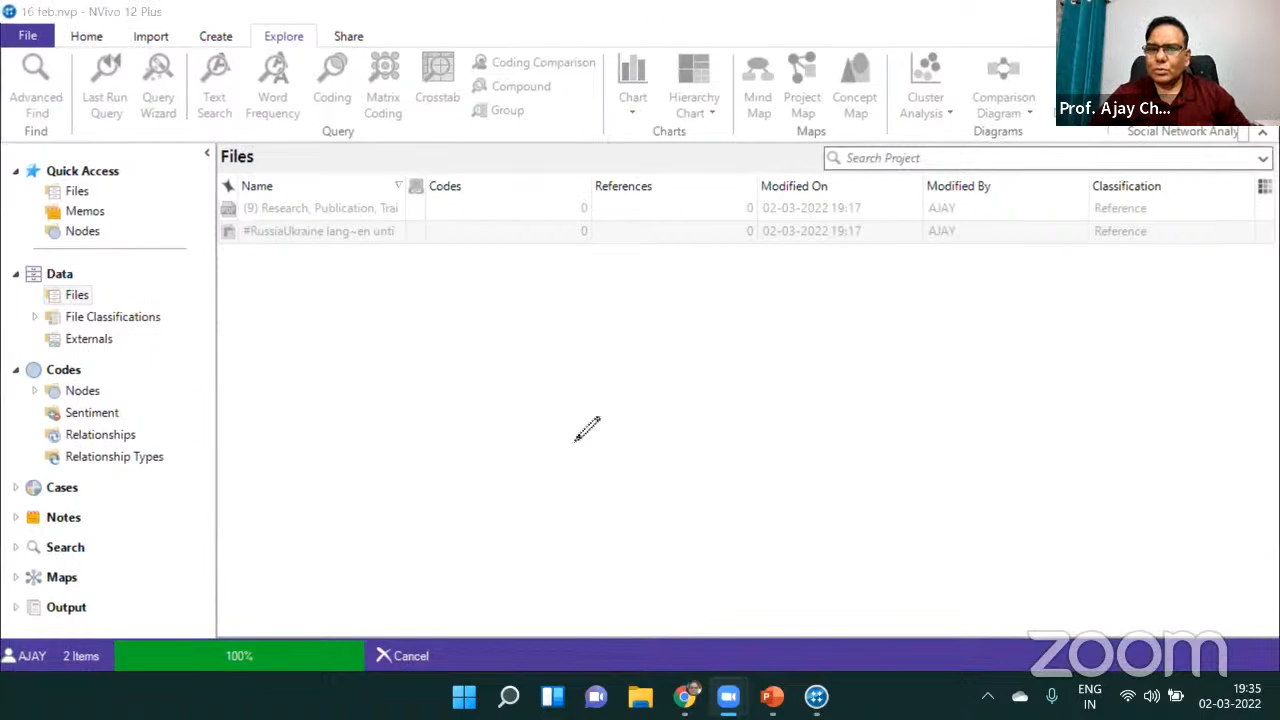 16 feb.nvp - NVivo 12 Plus
File Home Import Create Explore Share
Advanced Find
Last Run Query
Query Wizard
Text Search
Word Frequency
Coding
Matrix Coding
Crosstab
Coding Comparison
Compound
Group
Chart
Hierarchy Chart
Mind Map
Project Map
Concept Map
Cluster Analysis
Comparison Diagram
Find Query Charts Maps Diagrams Social Network Analy
Prof. Ajay Ch...
Quick Access
Files
Memos
Nodes
Data
Files
File Classifications
Externals
Codes
Nodes
Sentiment
Relationships
Relationship Types
Cases
Notes
Search
Maps
Output
Files
Search Project
Name Codes References Modified On Modified By Classification
(9) Research, Publication, Trai 0 0 02-03-2022 19:17 AJAY Reference
#RussiaUkraine lang~en unti 0 0 02-03-2022 19:17 AJAY Reference
AJAY 2 Items 100% Cancel
zoom
ENG
IN
19:35
02-03-2022